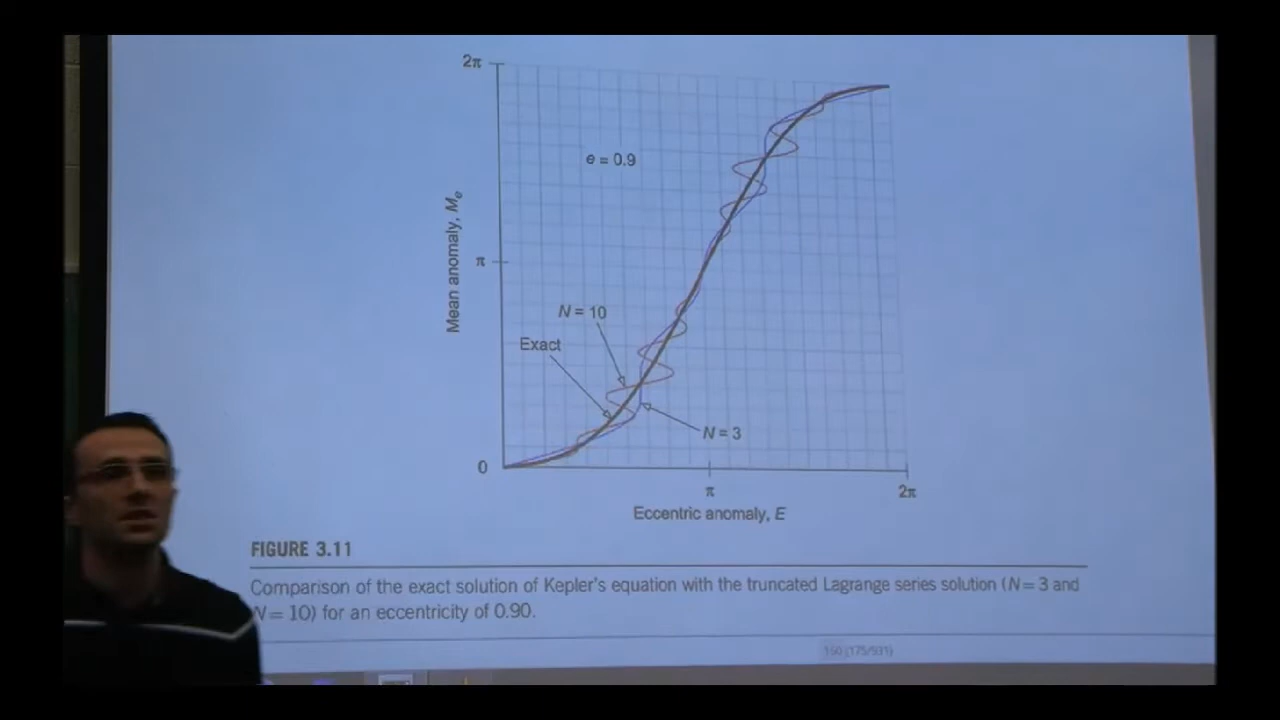 2π
e = 0.9
Mean anomaly, Me
π
N = 10
Exact
N = 3
0
π
2π
Eccentric anomaly, E
FIGURE 3.11
Comparison of the exact solution of Kepler's equation with the truncated Lagrange series solution (N = 3 and
N = 10) for an eccentricity of 0.90.
(175/931)